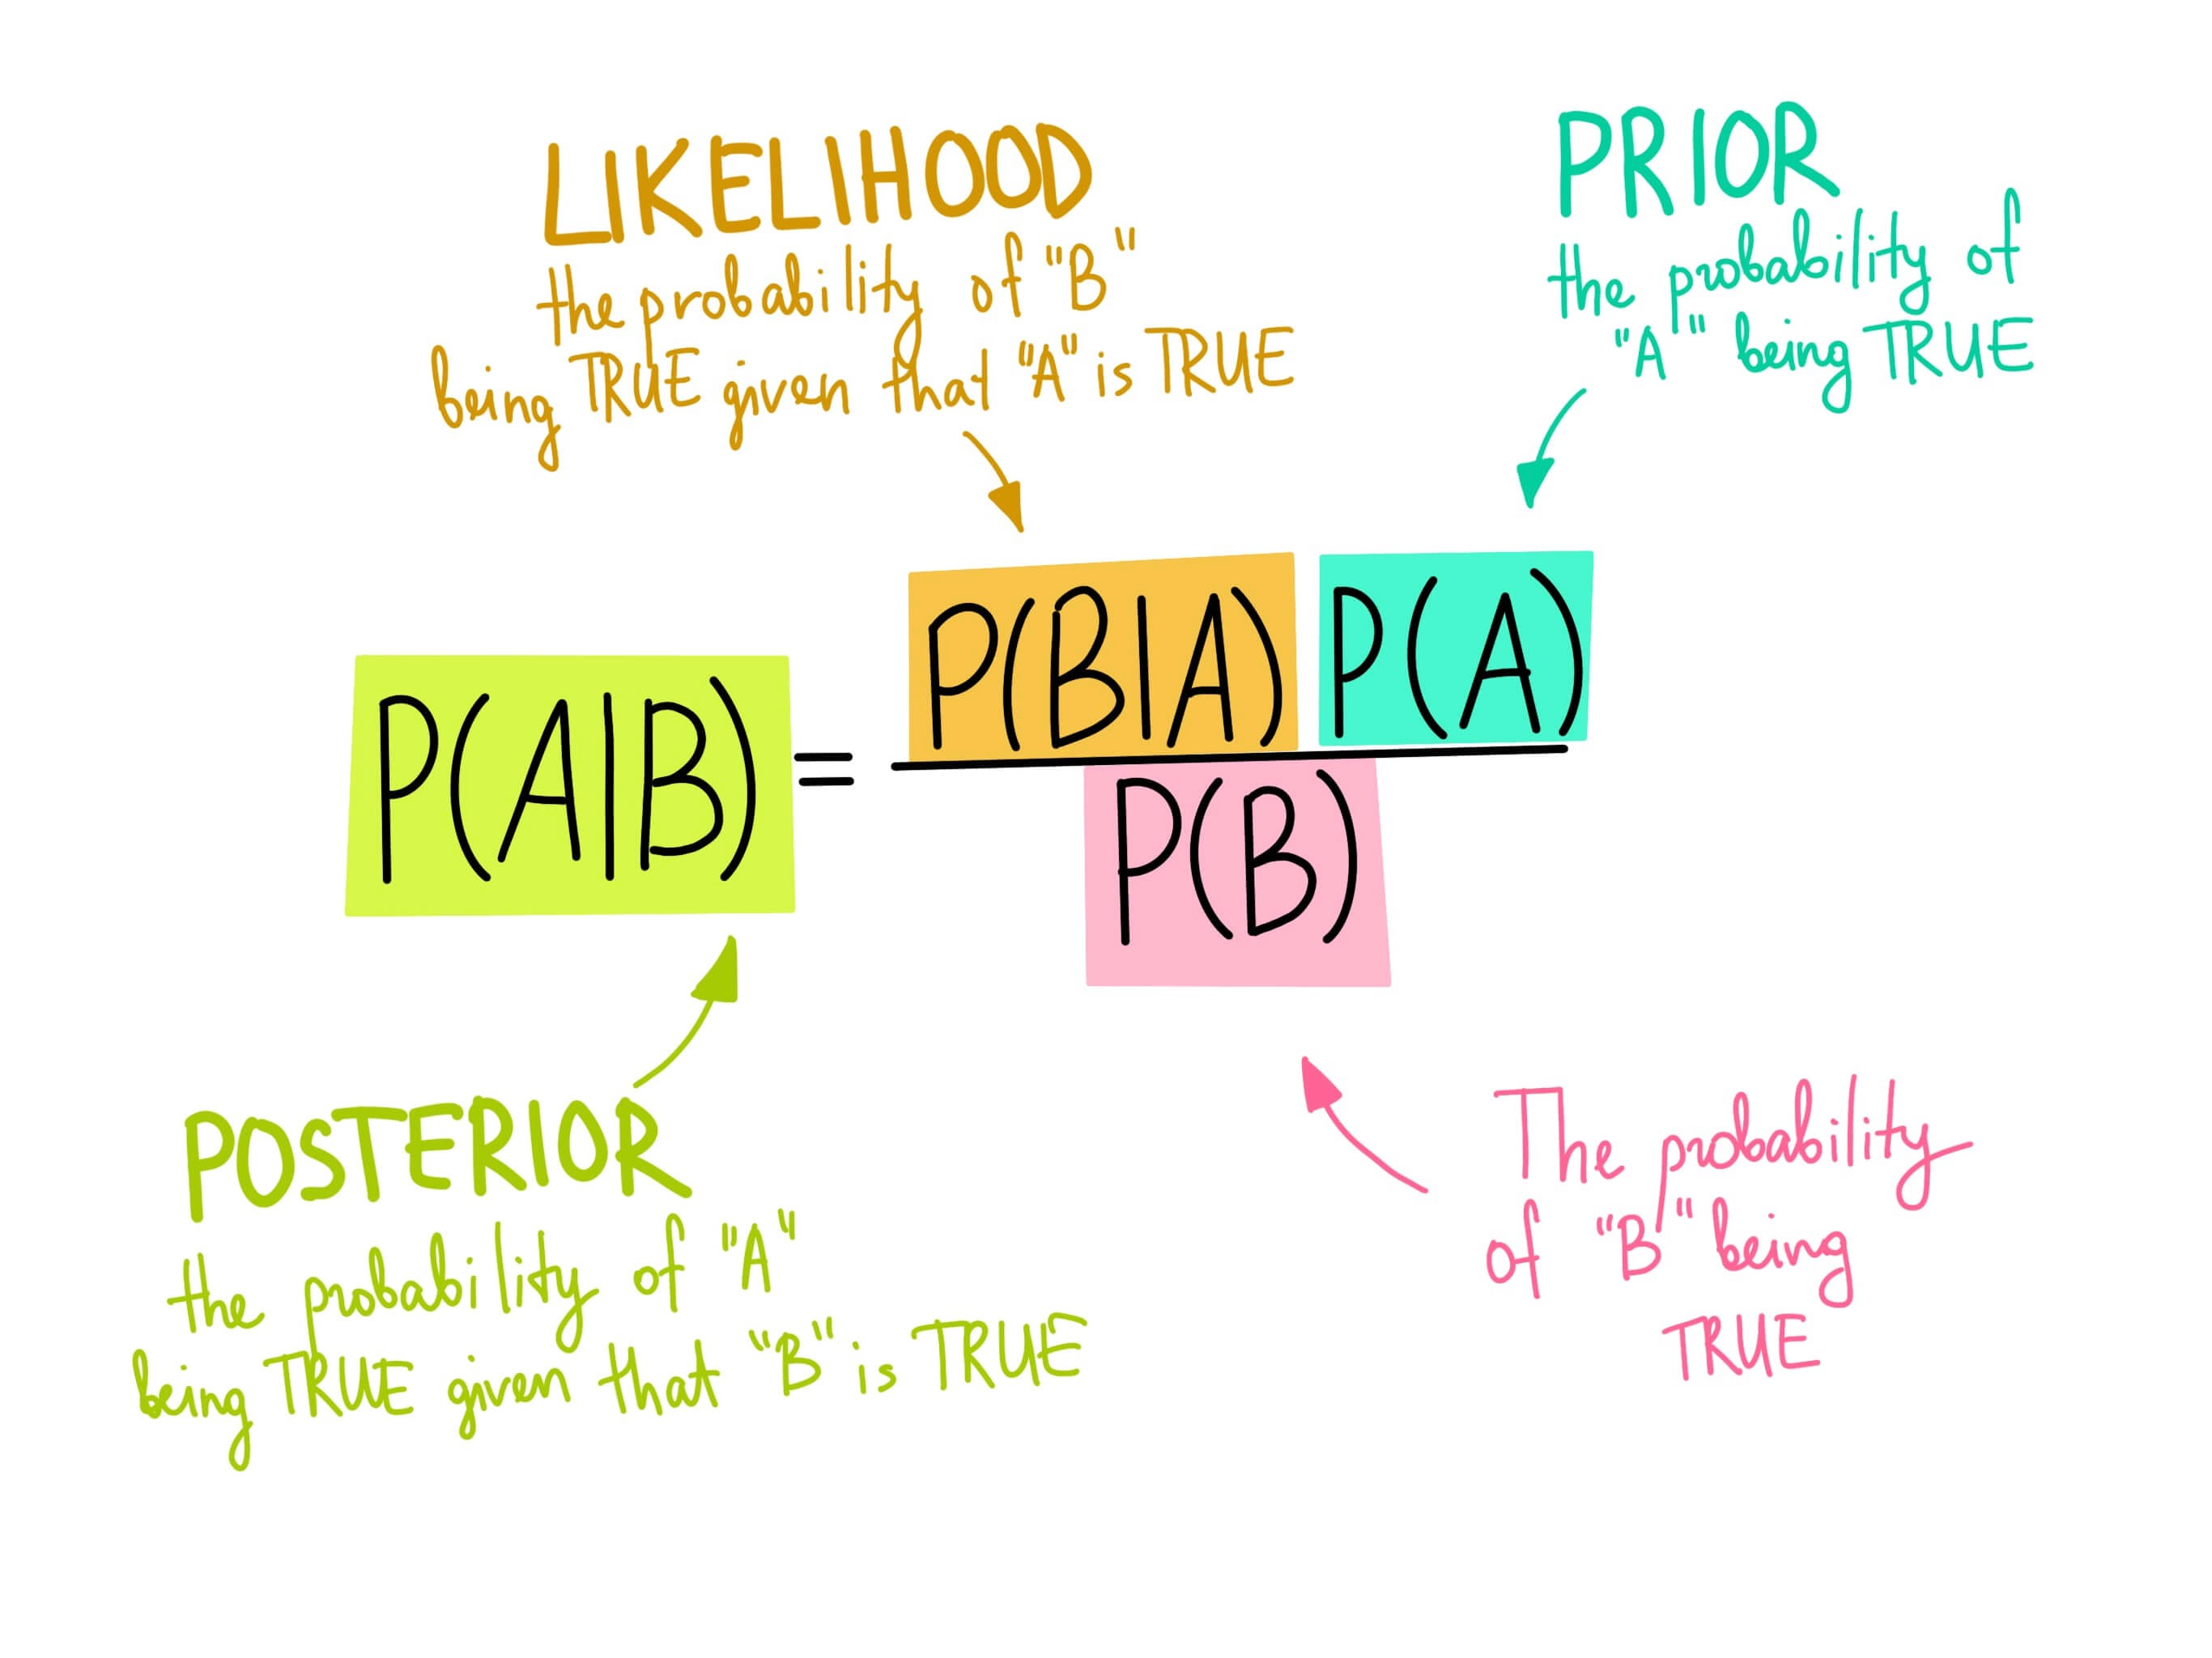 LIKELIHOOD
the probability of "B"
being TRUE given that "A" is TRUE
PRIOR
the probability of
"A" being TRUE
P(A|B) = P(B|A) P(A)
P(B)
POSTERIOR
the probability of "A"
being TRUE given that "B" is TRUE
The probability
of "B" being
TRUE